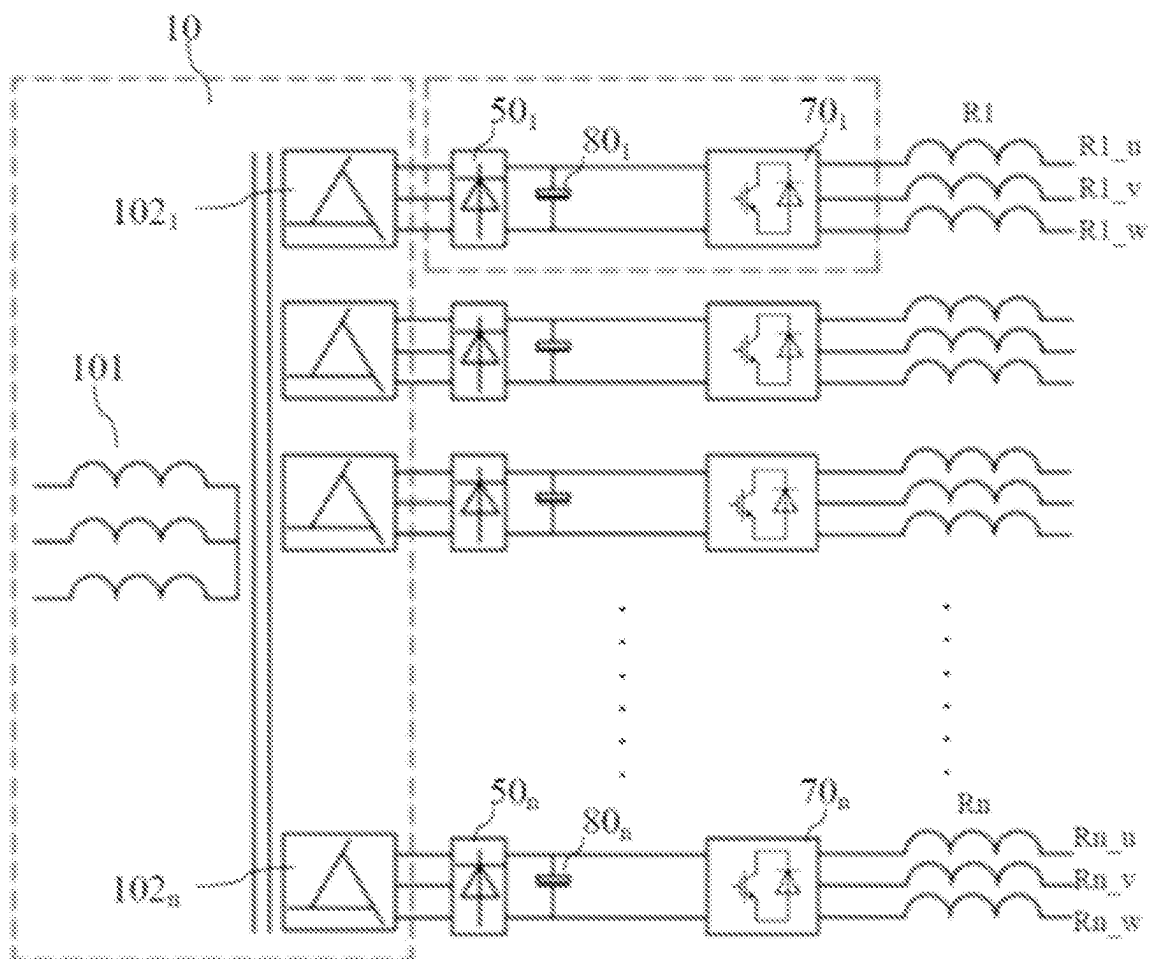 10
50₁
80₁
70₁
R1
R1_u
R1_v
R1_w
102₁
101
50ₙ
80ₙ
70ₙ
Rn
Rn_u
Rn_v
Rn_w
102ₙ